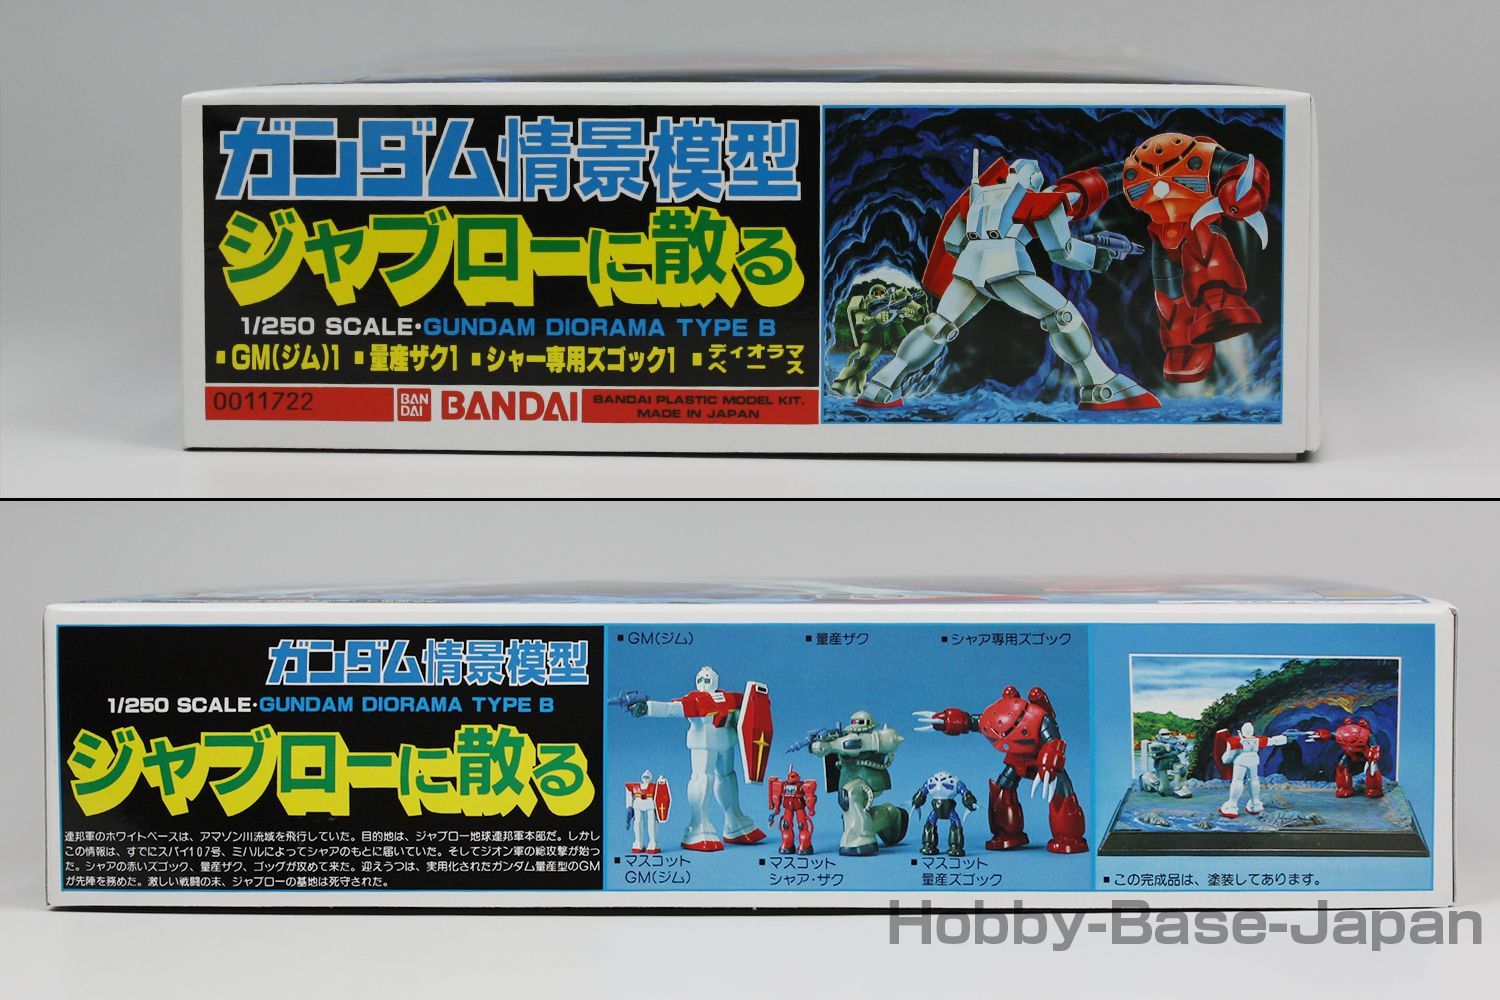 ガンダム情景模型
ジャブローに散る
1/250 SCALE・GUNDAM DIORAMA TYPE B
■GM(ジム)1 ■量産ザク1 ■シャー専用ズゴック1 ■ディオラマベース
0011722
BAN DAI
BANDAI
BANDAI PLASTIC MODEL KIT.
MADE IN JAPAN
ガンダム情景模型
1/250 SCALE・GUNDAM DIORAMA TYPE B
ジャブローに散る
連邦軍のホワイトベースは、アマゾン川流域を飛行していた。目的地は、ジャブロー地球連邦軍本部だ。しかし
この情報は、すでにスパイ107号、ミハルによってシャアのもとに届いていた。そしてジオン軍の総攻撃が始っ
た。シャアの赤いズゴック、量産ザク、ゴッグが攻めて来た。迎えうつは、実用化されたガンダム量産型のGM
が先陣を務めた。激しい戦闘の末、ジャブローの基地は死守された。
■GM(ジム)
■量産ザク
■シャア専用ズゴック
■マスコット
GM(ジム)
■マスコット
シャア・ザク
■マスコット
量産ズゴック
■この完成品は、塗装してあります。
Hobby-Base-Japan